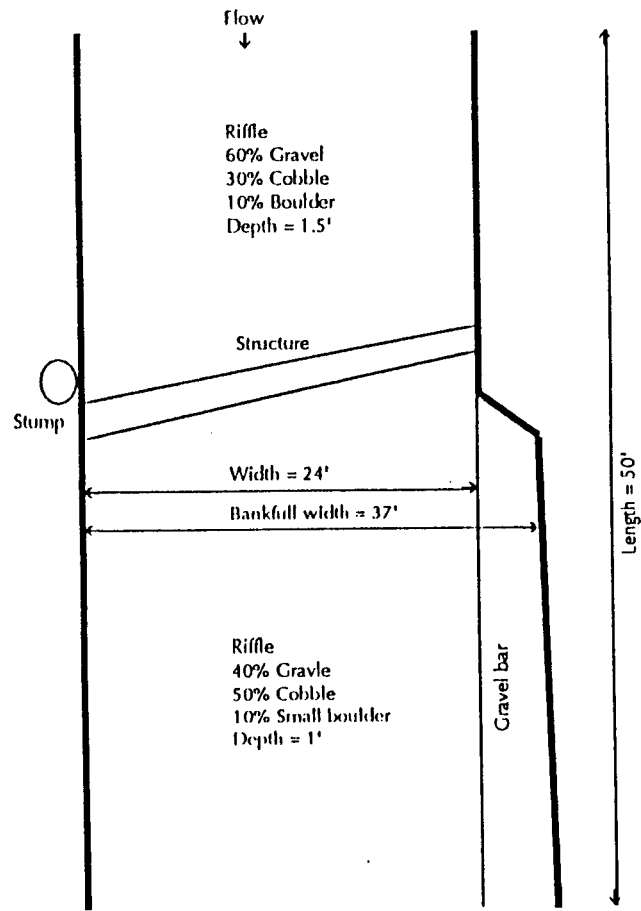 Flow
Riffle
60% Gravel
30% Cobble
10% Boulder
Depth = 1.5'
Structure
Stump
Width = 24'
Bankfull width = 37'
Length = 50'
Riffle
40% Gravle
50% Cobble
10% Small boulder
Depth = 1'
Gravel bar